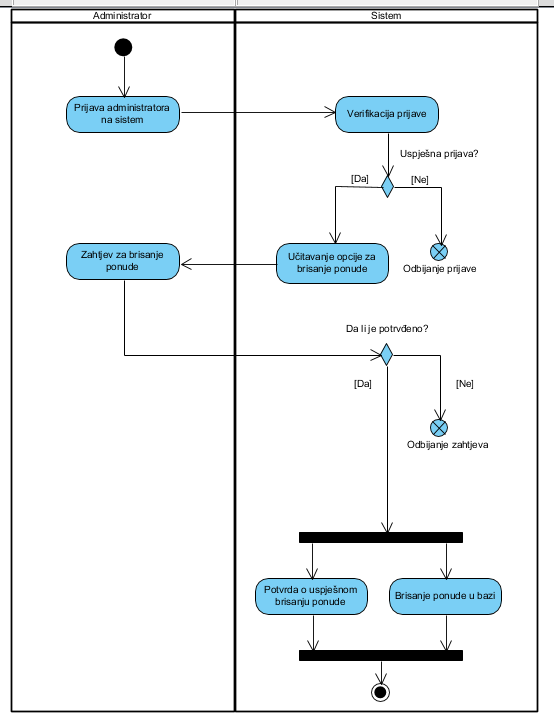 Administrator
Sistem
Prijava administratora
na sistem
Verifikacija prijave
Uspješna prijava?
[Da]
[Ne]
Zahtjev za brisanje
ponude
Učitavanje opcije za
brisanje ponude
Odbijanje prijave
Da li je potrvđeno?
[Da]
[Ne]
Odbijanje zahtjeva
Potvrda o uspješnom
brisanju ponude
Brisanje ponude u bazi